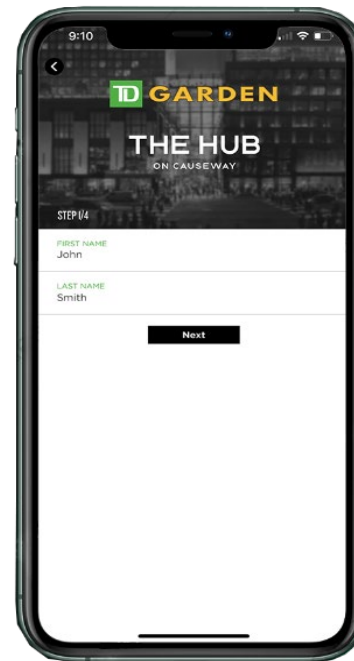 9:10
TD GARDEN
THE HUB
ON CAUSEWAY
STEP 1/4
FIRST NAME
John
LAST NAME
Smith
Next